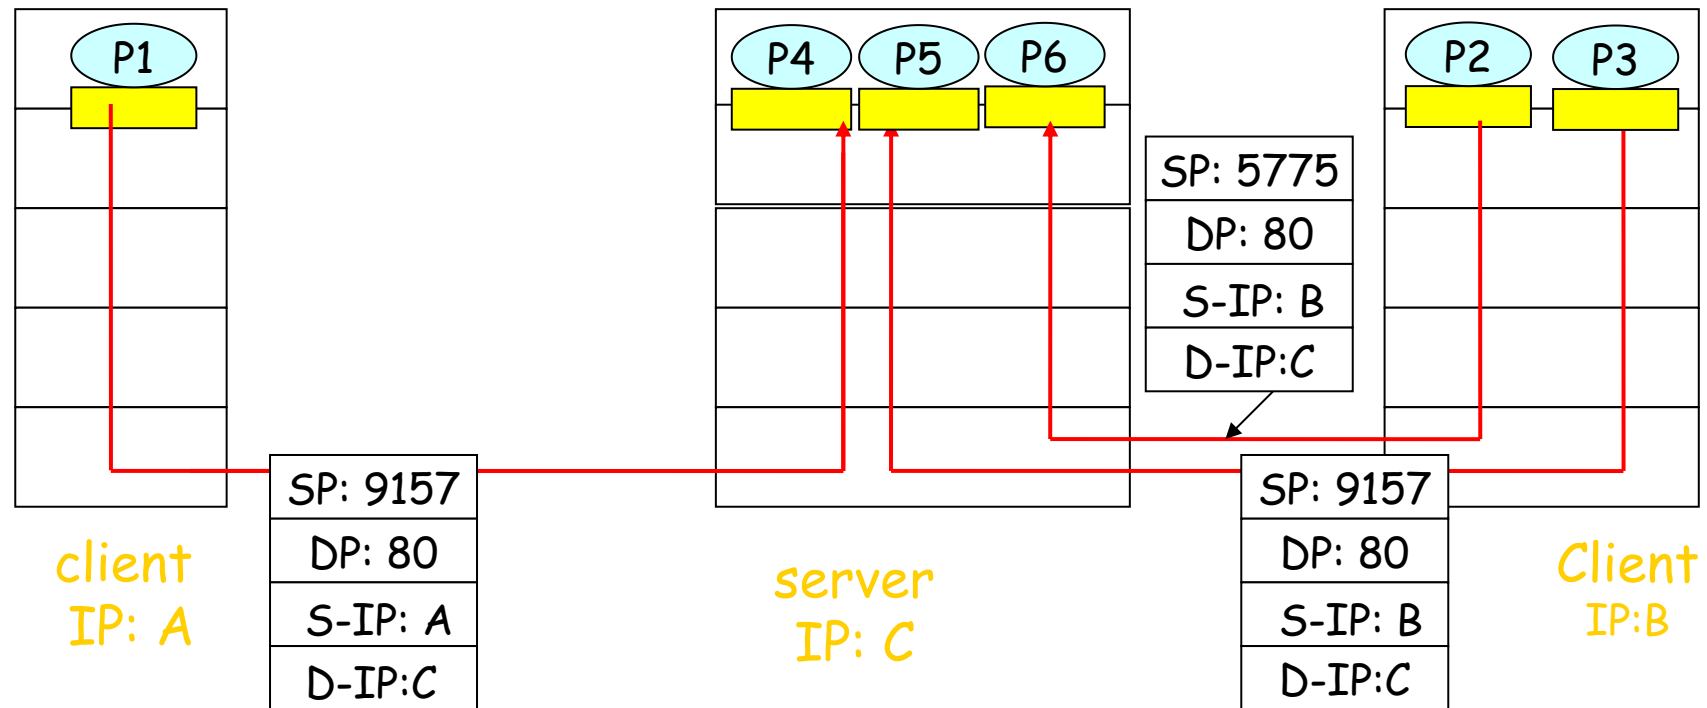 P1
P4
P5
P6
P2
P3
SP: 5775
DP: 80
S-IP: B
D-IP:C
SP: 9157
DP: 80
S-IP: A
D-IP:C
SP: 9157
DP: 80
S-IP: B
D-IP:C
client
IP: A
server
IP: C
Client
IP:B